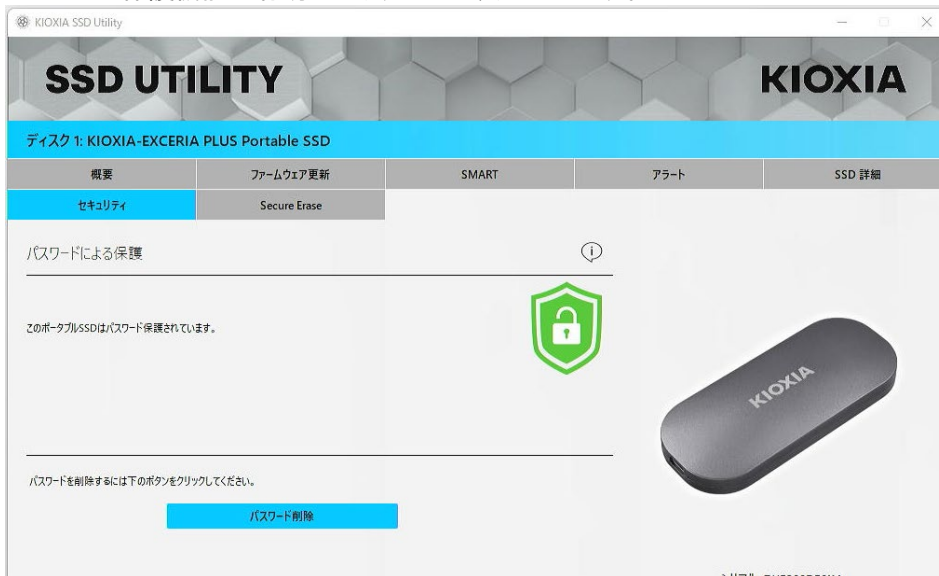 KIOXIA SSD Utility
SSD UTILITY
KIOXIA
ディスク 1: KIOXIA-EXCERIA PLUS Portable SSD
概要
ファームウェア更新
SMART
アラート
SSD 詳細
セキュリティ
Secure Erase
パスワードによる保護
このポータブルSSDはパスワード保護されています。
KIOXIA
パスワードを削除するには下のボタンをクリックしてください。
パスワード削除